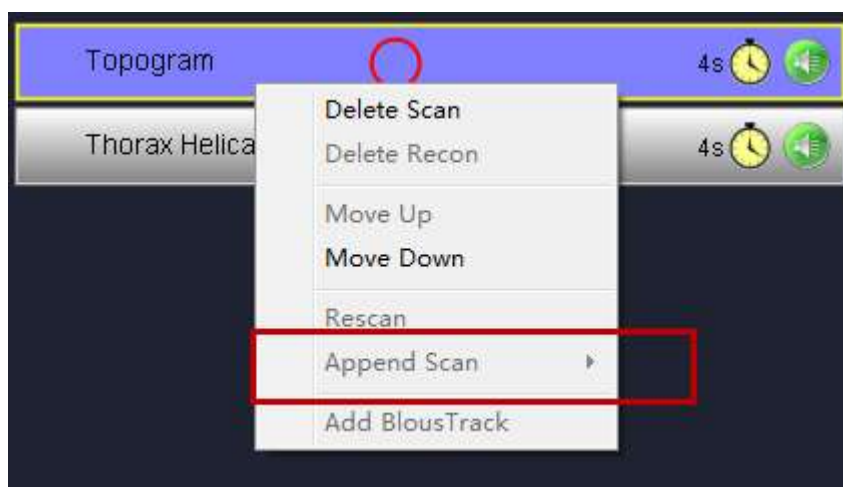 Topogram
4s
Delete Scan
Thorax Helica
Delete Recon
4s
Move Up
Move Down
Rescan
Append Scan
Add BlousTrack